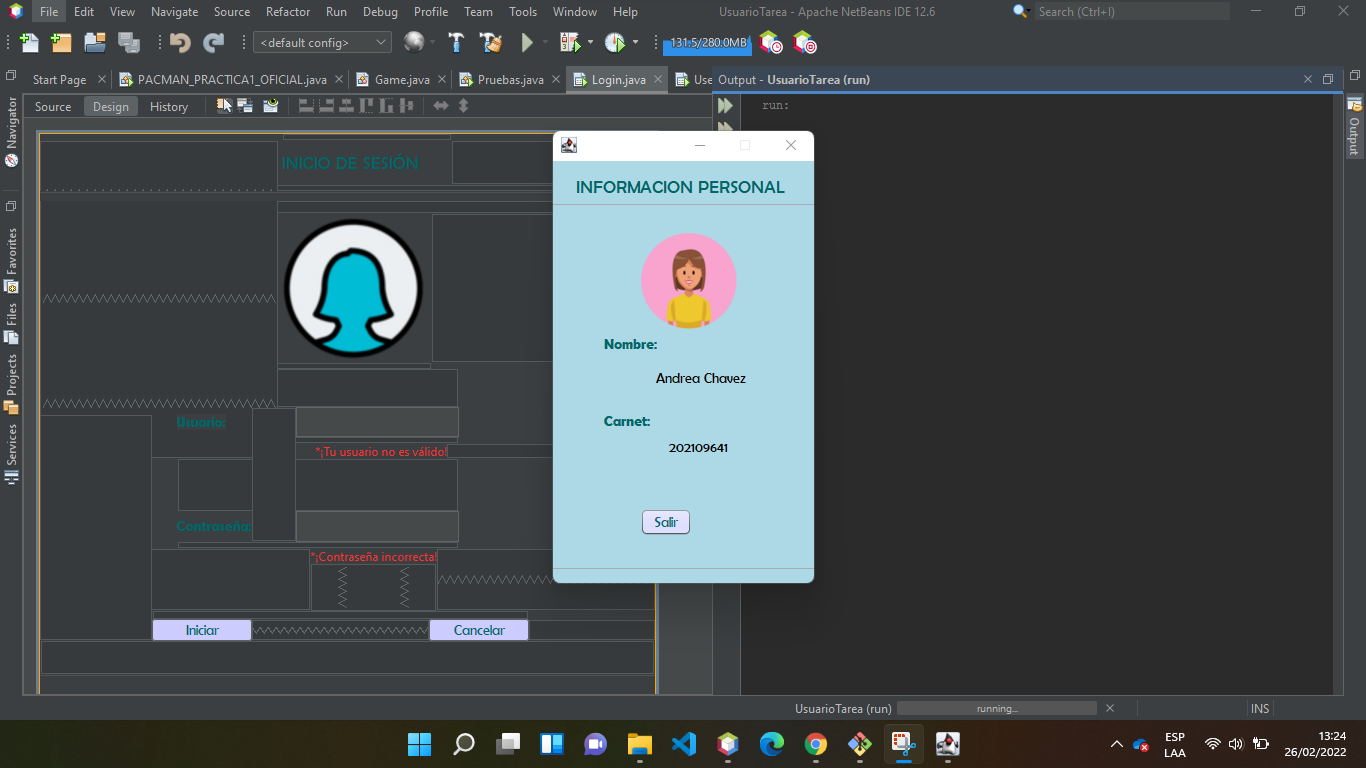 File Edit View Navigate Source Refactor Run Debug Profile Team Tools Window Help UsuarioTarea - Apache NetBeans IDE 12.6 Search (Ctrl+I)
<default config> 131.5/280.0MB
Start Page PACMAN_PRACTICA1_OFICIAL.java Game.java Pruebas.java Login.java Use Output - UsuarioTarea (run)
Source Design History
run:
Navigator
Favorites
Files
Projects
Services
Output
INICIO DE SESIÓN
Usuario:
*¡Tu usuario no es válido!
Contraseña:
*¡Contraseña incorrecta!
Iniciar Cancelar
INFORMACION PERSONAL
Nombre:
Andrea Chavez
Carnet:
202109641
Salir
UsuarioTarea (run) running... INS
ESP
LAA
13:24
26/02/2022